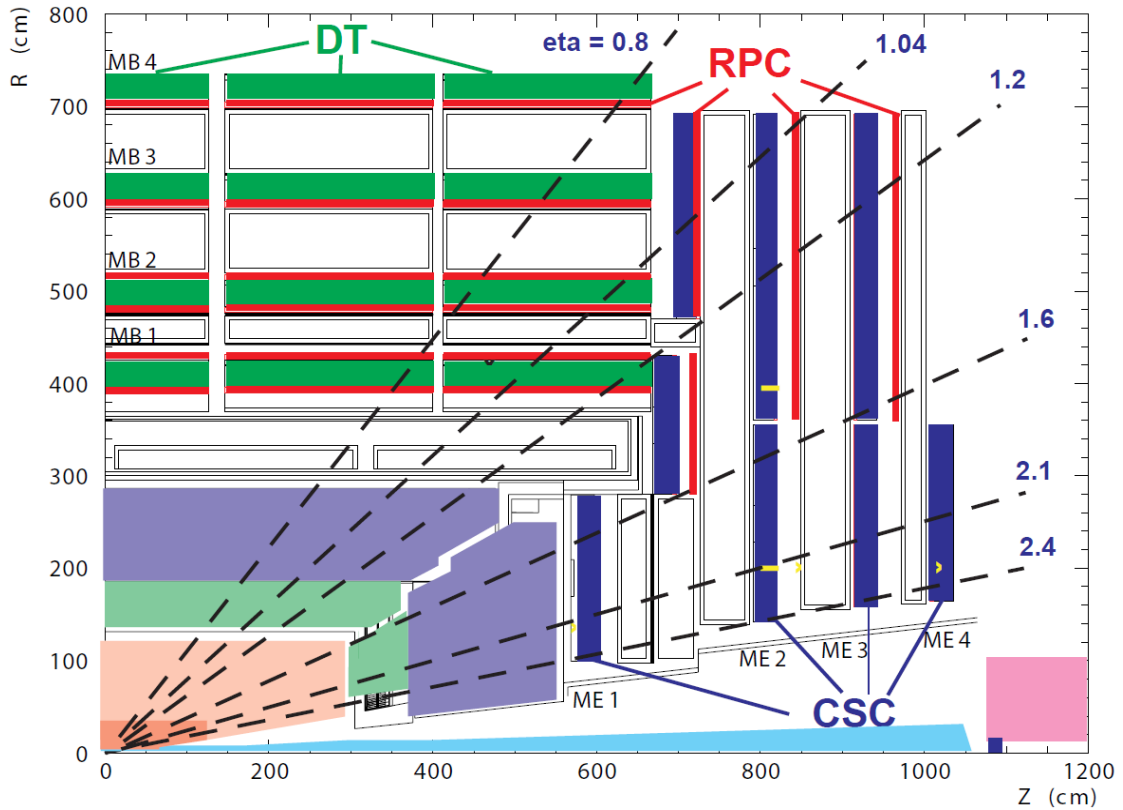 R (cm)
800
700
600
500
400
300
200
100
0
MB 4
MB 3
MB 2
MB 1
DT
eta = 0.8
1.04
RPC
1.2
1.6
2.1
2.4
ME 1
ME 2
ME 3
ME 4
CSC
0
200
400
600
800
1000
1200
Z (cm)